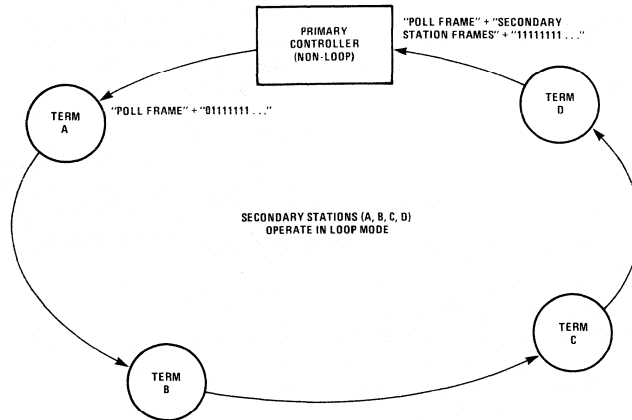 PRIMARY
CONTROLLER
(NON-LOOP)
"POLL FRAME" + "SECONDARY
STATION FRAMES" + "11111111 . . ."
TERM
A
"POLL FRAME" + "01111111 . . ."
TERM
D
SECONDARY STATIONS (A, B, C, D)
OPERATE IN LOOP MODE
TERM
C
TERM
B